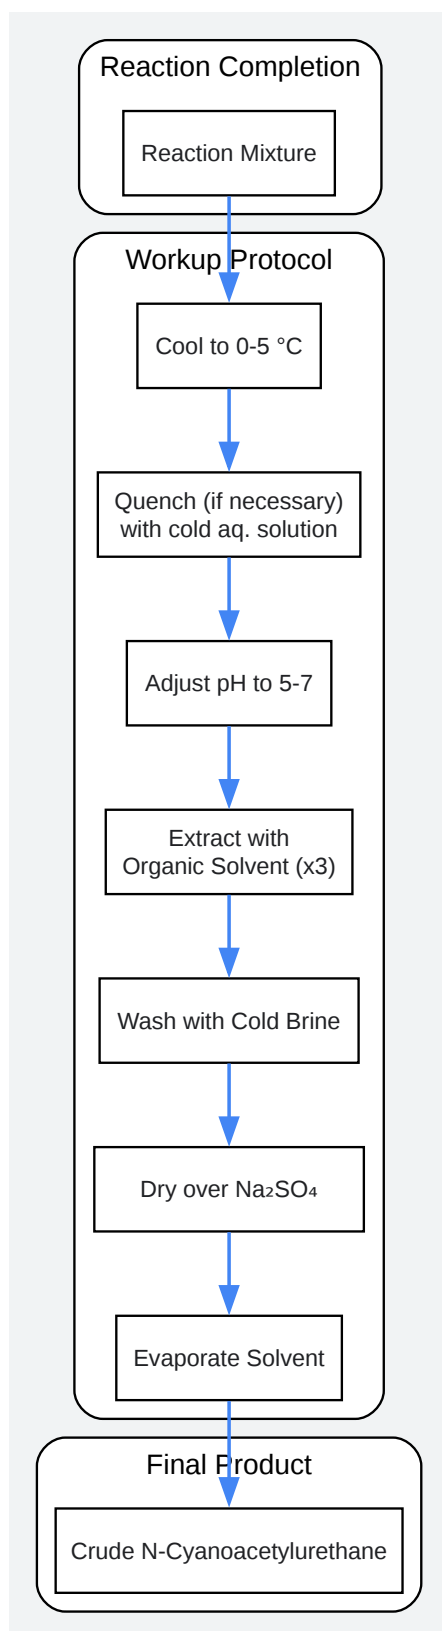 Reaction Completion
Reaction Mixture
Workup Protocol
Cool to 0-5 °C
Quench (if necessary)
with cold aq. solution
Adjust pH to 5-7
Extract with
Organic Solvent (x3)
Wash with Cold Brine
Dry over Na₂SO₄
Evaporate Solvent
Final Product
Crude N-Cyanoacetylurethane